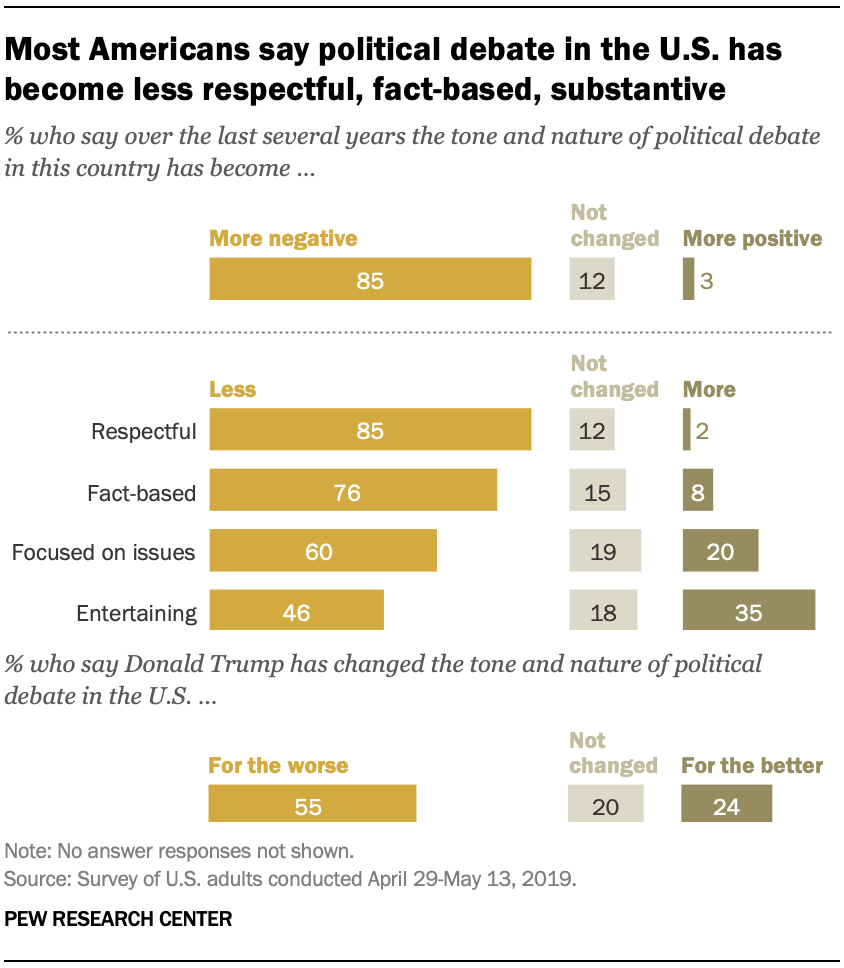 Most Americans say political debate in the U.S. has
become less respectful, fact-based, substantive
% who say over the last several years the tone and nature of political debate
in this country has become ...
More negative
Not
changed
More positive
85
12
3
Less
Not
changed
More
Respectful
85
12
2
Fact-based
76
15
8
Focused on issues
60
19
20
Entertaining
46
18
35
% who say Donald Trump has changed the tone and nature of political
debate in the U.S. ...
For the worse
Not
changed
For the better
55
20
24
Note: No answer responses not shown.
Source: Survey of U.S. adults conducted April 29-May 13, 2019.
PEW RESEARCH CENTER